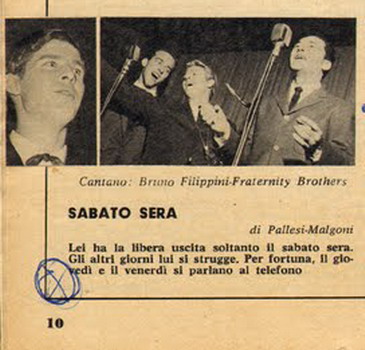 Cantano: Bruno Filippini-Fraternity Brothers
SABATO SERA
di Pallesi-Malgoni
Lei ha la libera uscita soltanto il sabato sera.
Gli altri giorni lui si strugge. Per fortuna, il gio-
vedì e il venerdì si parlano al telefono
10